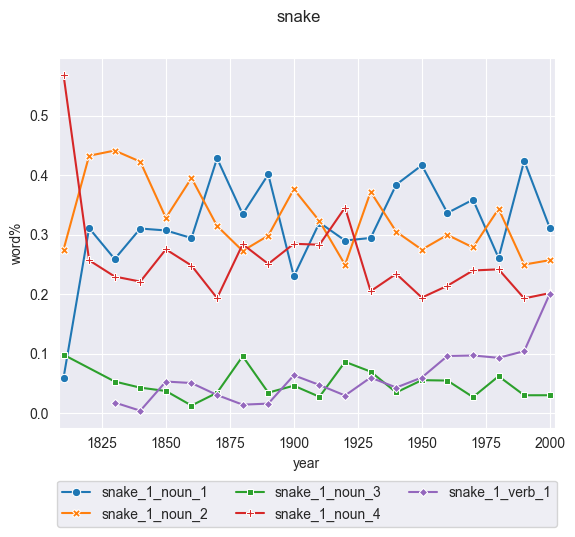 snake
0.5
0.4
0.3
0.2
0.1
0.0
word%
1825 1850 1875 1900 1925 1950 1975 2000
year
snake_1_noun_1 snake_1_noun_3 snake_1_verb_1
snake_1_noun_2 snake_1_noun_4